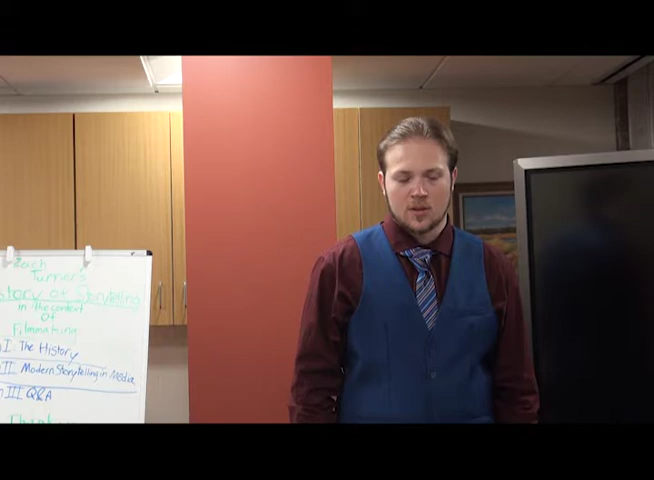 Zach
Turner's
story of Storytelling
in the context
Of
Filmmaking
I. The History
II Modern Storytelling in Media
III Q&A